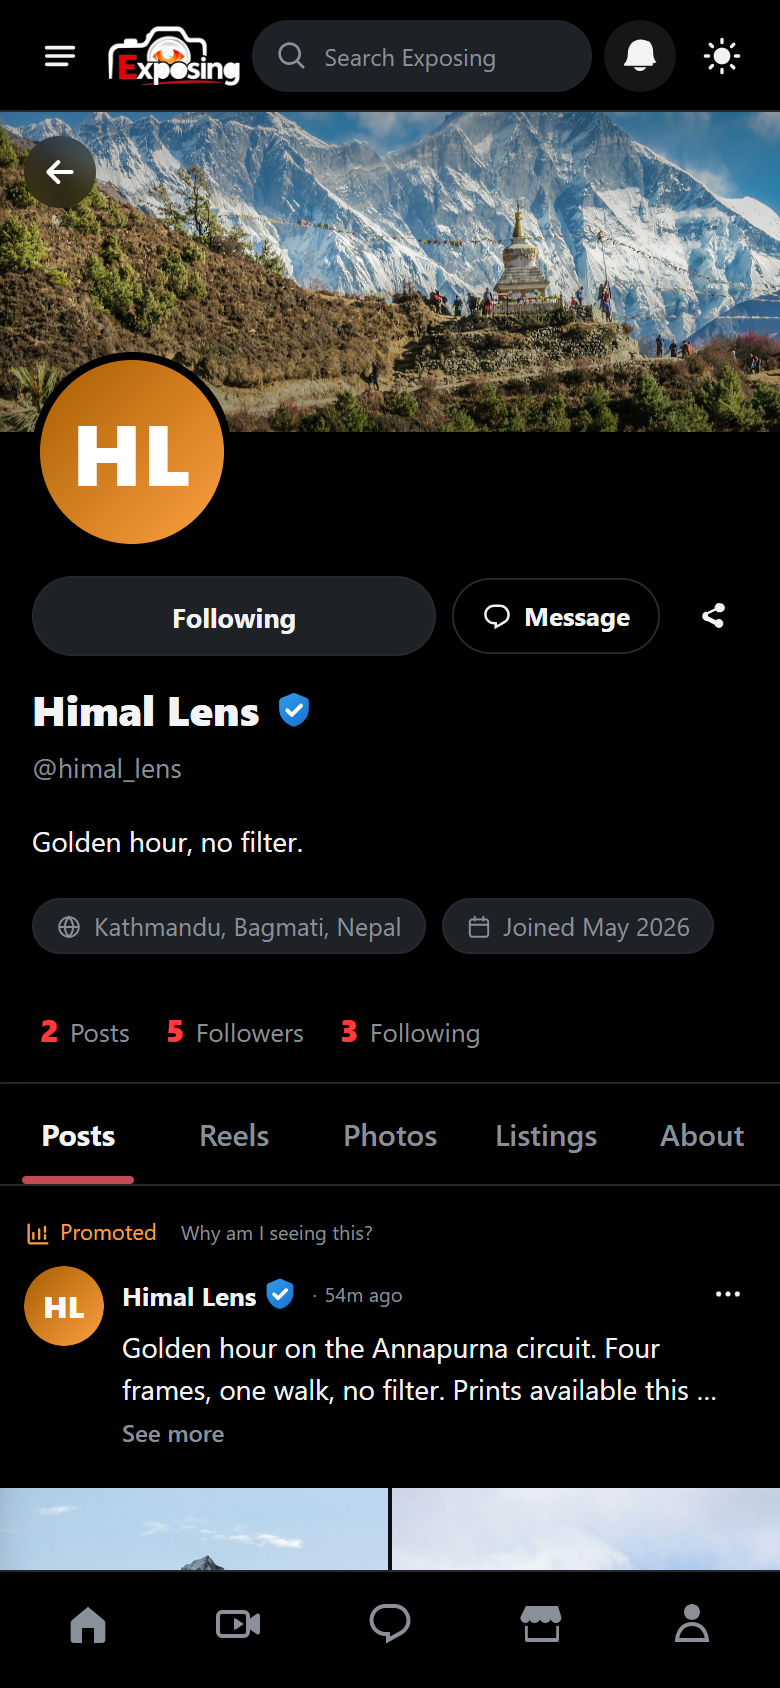 Exposing
Search Exposing
HL
Following
Message
Himal Lens
@himal_lens
Golden hour, no filter.
Kathmandu, Bagmati, Nepal
Joined May 2026
2 Posts 5 Followers 3 Following
Posts Reels Photos Listings About
Promoted Why am I seeing this?
HL
Himal Lens · 54m ago
Golden hour on the Annapurna circuit. Four
frames, one walk, no filter. Prints available this ...
See more